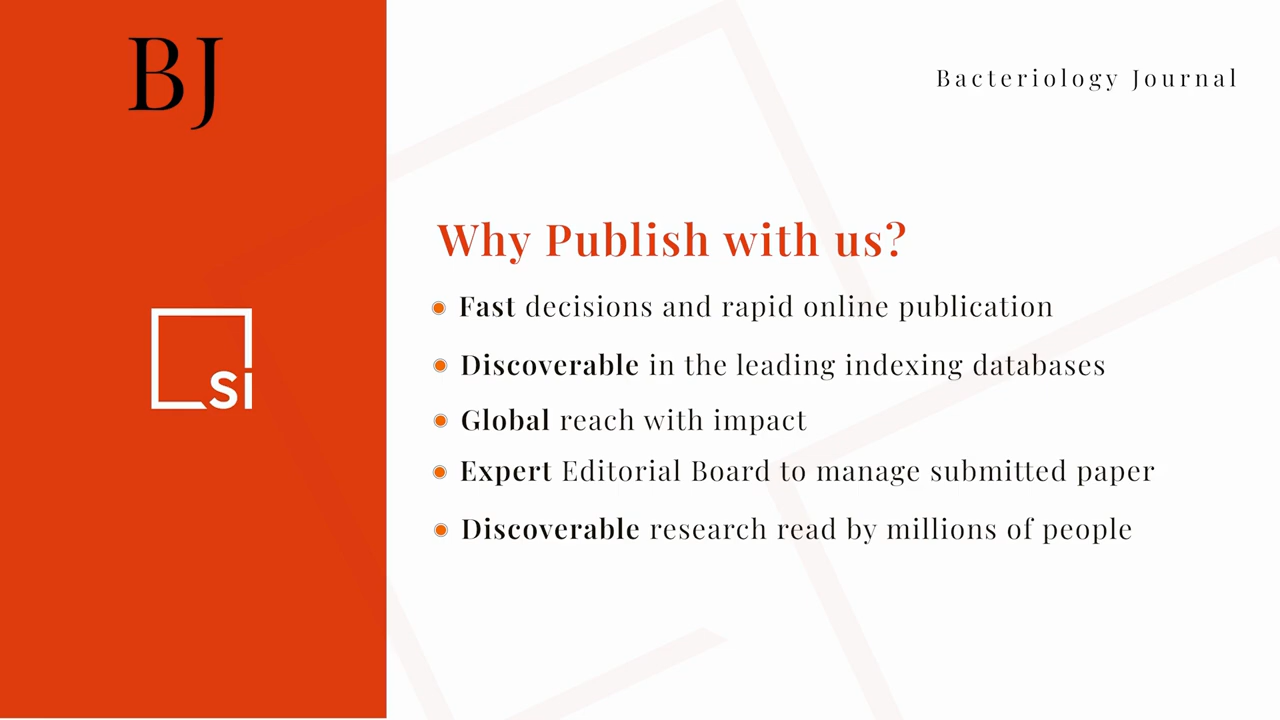 BJ
Bacteriology Journal
si
Why Publish with us?
Fast decisions and rapid online publication
Discoverable in the leading indexing databases
Global reach with impact
Expert Editorial Board to manage submitted paper
Discoverable research read by millions of people